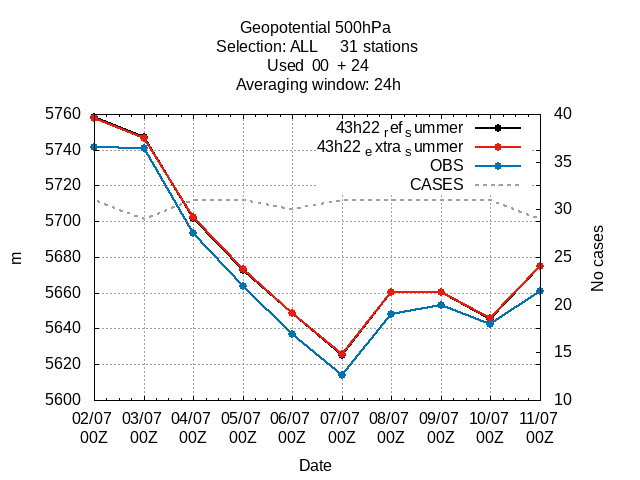 Geopotential 500hPa
Selection: ALL     31 stations
Used  00  + 24
Averaging window: 24h
43h22 ref summer
43h22 extra summer
OBS
CASES
5760
5740
5720
5700
5680
5660
5640
5620
5600
m
40
35
30
25
20
15
10
No cases
02/07 03/07 04/07 05/07 06/07 07/07 08/07 09/07 10/07 11/07
00Z 00Z 00Z 00Z 00Z 00Z 00Z 00Z 00Z 00Z
Date